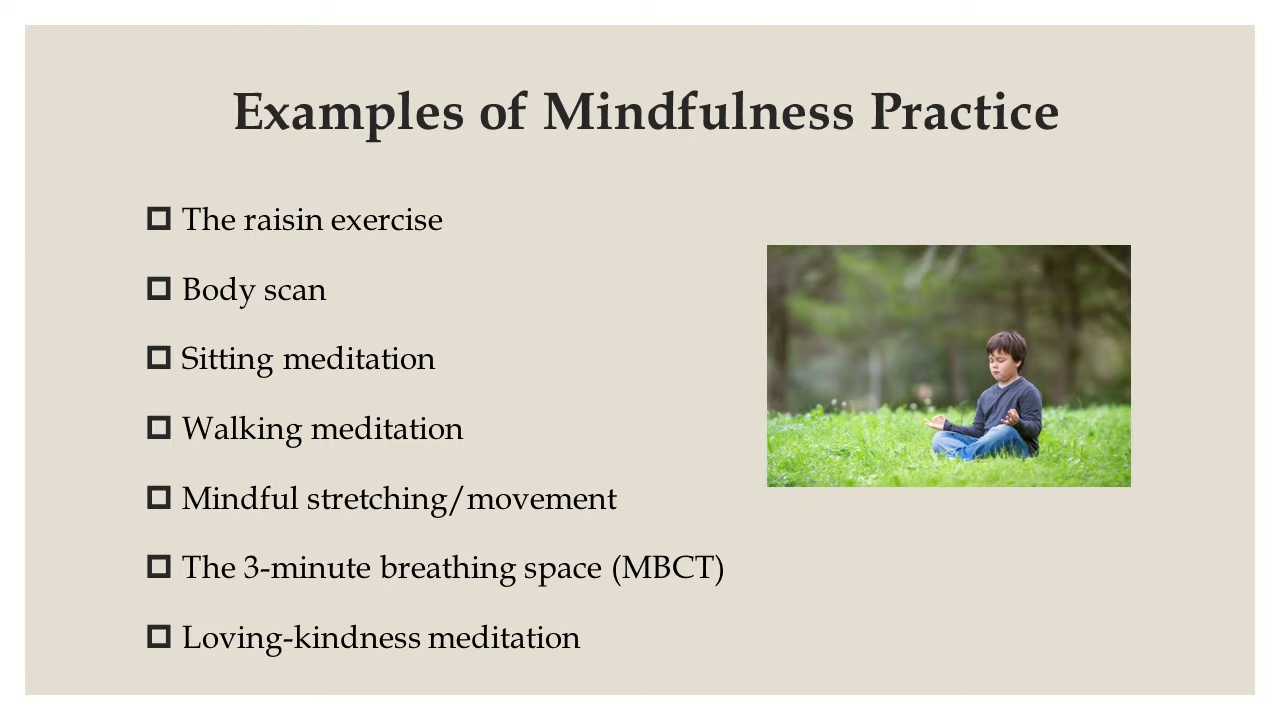 Examples of Mindfulness Practice
The raisin exercise
Body scan
Sitting meditation
Walking meditation
Mindful stretching/movement
The 3-minute breathing space (MBCT)
Loving-kindness meditation